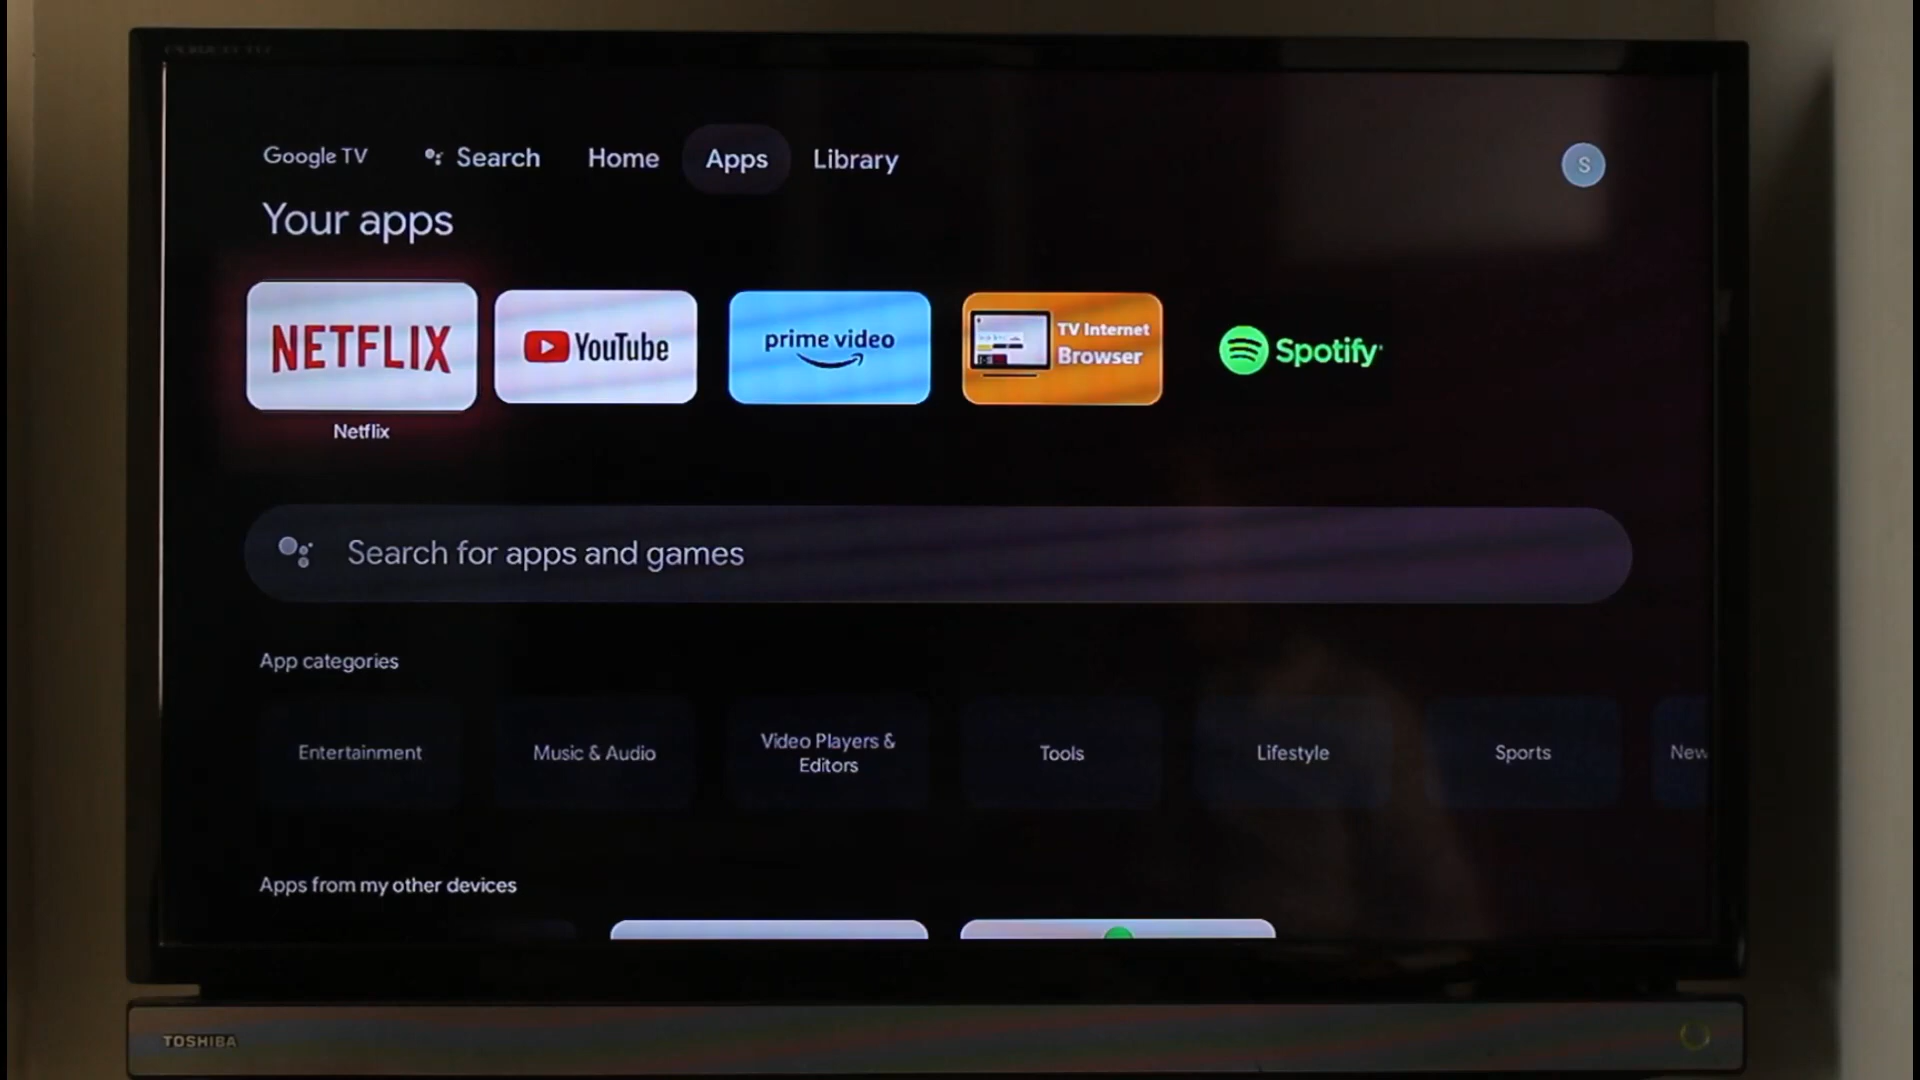 Google TV
Search
Home
Apps
Library
S
Your apps
NETFLIX
YouTube
prime video
TV Internet
Browser
Spotify
Netflix
Search for apps and games
App categories
Entertainment
Music & Audio
Video Players &
Editors
Tools
Lifestyle
Sports
New
Apps from my other devices
TOSHIBA